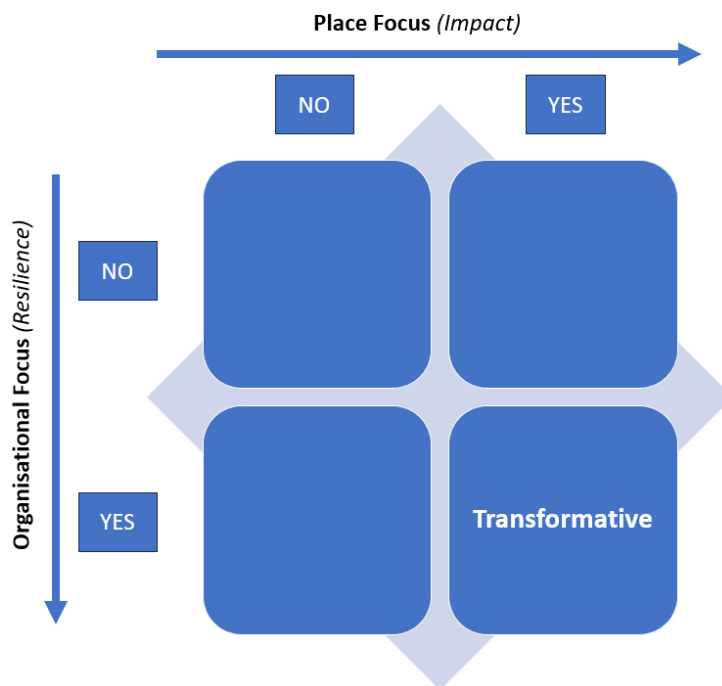 Place Focus (Impact)
NO
YES
Organisational Focus (Resilience)
NO
YES
Transformative